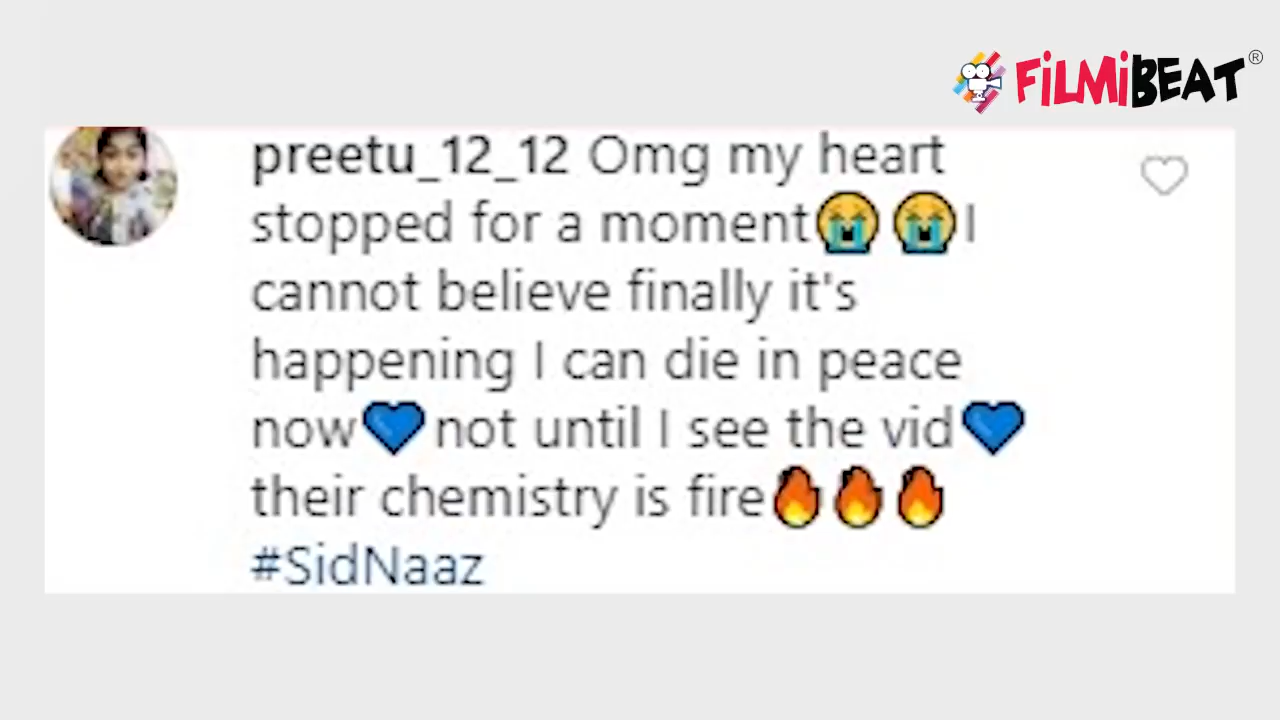 FiLMiBEAT®
preetu_12_12 Omg my heart
stopped for a moment😭😭I
cannot believe finally it's
happening I can die in peace
now💙not until I see the vid💙
their chemistry is fire🔥🔥🔥
#SidNaaz